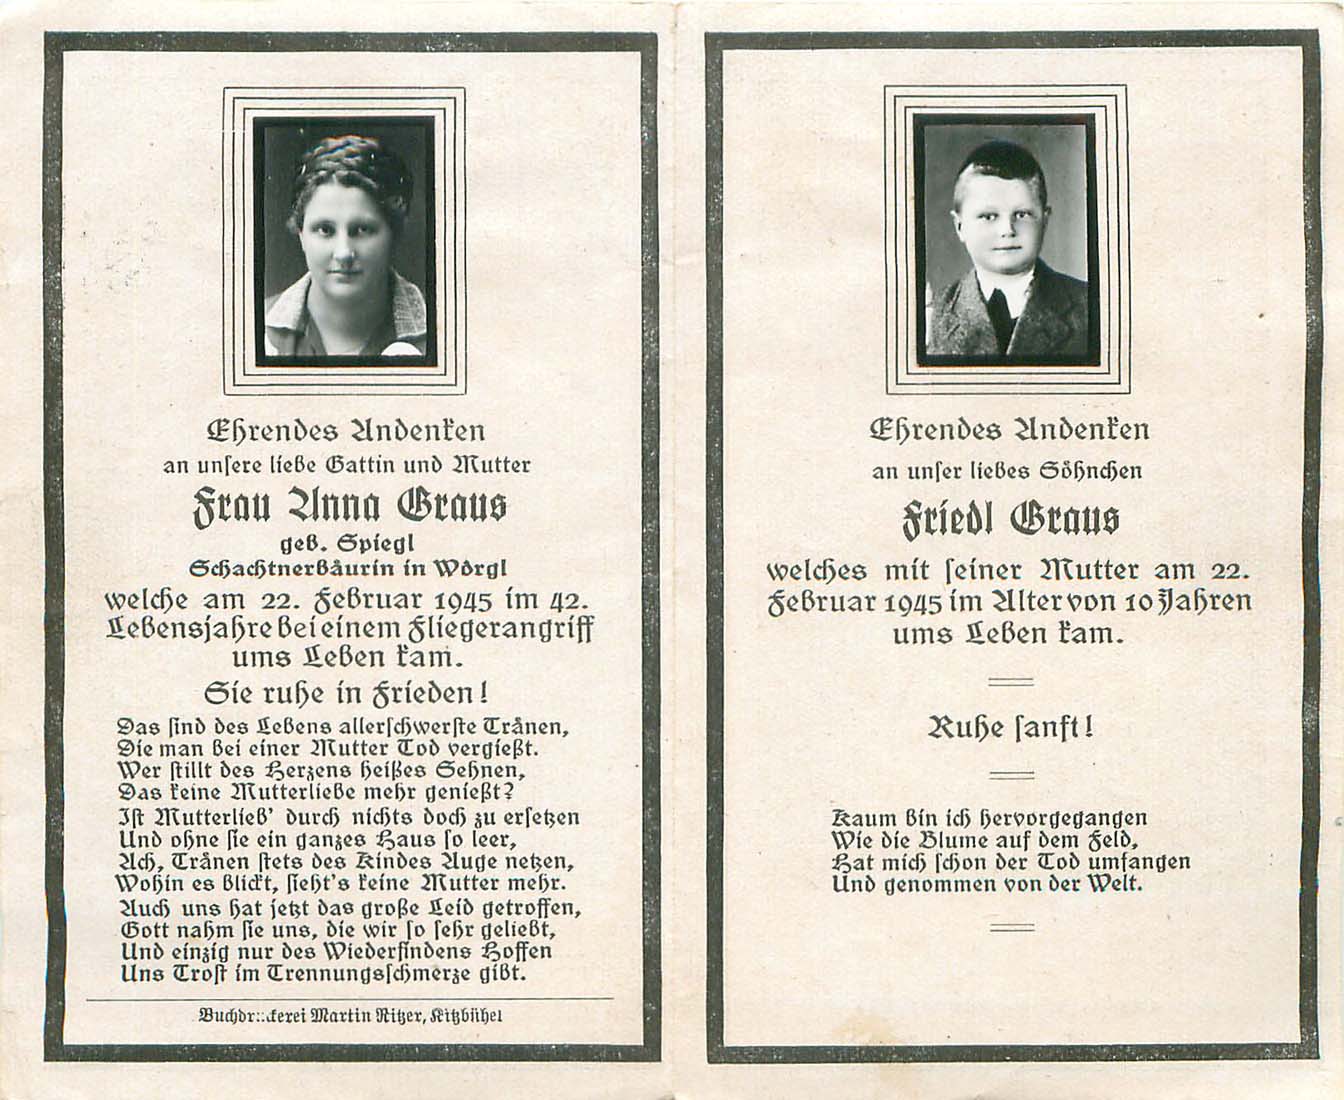 Ehrendes Andenken
an unsere liebe Gattin und Mutter
Frau Anna Graus
geb. Spiegl
Schachtnerbäurin in Wörgl
welche am 22. Februar 1945 im 42.
Lebensjahre bei einem Fliegerangriff
ums Leben kam.
Sie ruhe in Frieden!
Das sind des Lebens allerschwerste Tränen,
Die man bei einer Mutter Tod vergießt.
Wer stillt des Herzens heißes Sehnen,
Das keine Mutterliebe mehr genießt?
Ist Mutterlieb' durch nichts doch zu ersetzen
Und ohne sie ein ganzes Haus so leer,
Ach, Tränen stets des Kindes Auge netzen,
Wohin es blickt, sieht's keine Mutter mehr.
Auch uns hat jetzt das große Leid getroffen,
Gott nahm sie uns, die wir so sehr geliebt,
Und einzig nur des Wiederfindens Hoffen
Uns Trost im Trennungsschmerze gibt.
Buchdruckerei Martin Ritzer, Kitzbühel
Ehrendes Andenken
an unser liebes Söhnchen
Friedl Graus
welches mit seiner Mutter am 22.
Februar 1945 im Alter von 10 Jahren
ums Leben kam.
Ruhe sanft!
Kaum bin ich hervorgegangen
Wie die Blume auf dem Feld,
Hat mich schon der Tod umfangen
Und genommen von der Welt.